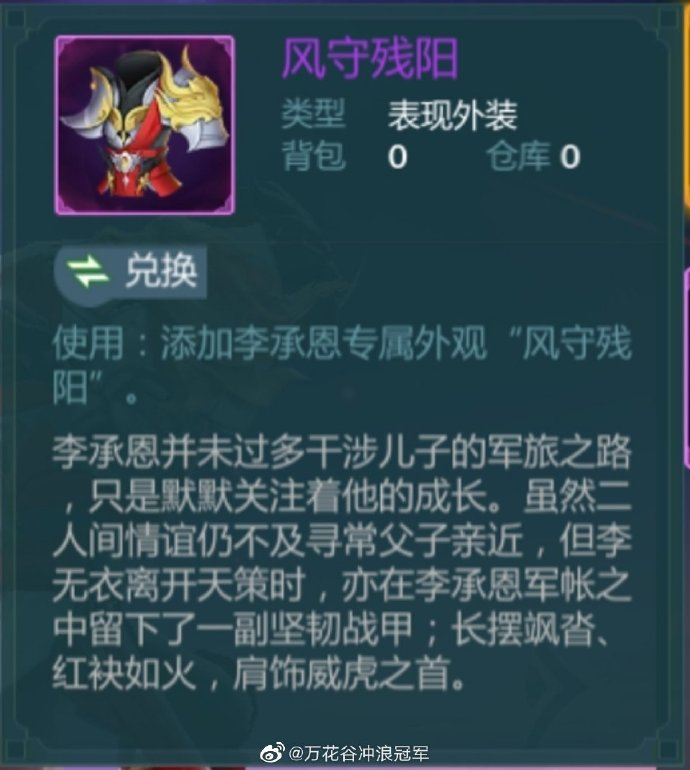 风守残阳
类型 表现外装
背包 0 仓库 0
兑换
使用：添加李承恩专属外观“风守残
阳”。
李承恩并未过多干涉儿子的军旅之路
，只是默默关注着他的成长。虽然二
人间情谊仍不及寻常父子亲近，但李
无衣离开天策时，亦在李承恩军帐之
中留下了一副坚韧战甲；长摆飒沓、
红袂如火，肩饰威虎之首。
@万花谷冲浪冠军